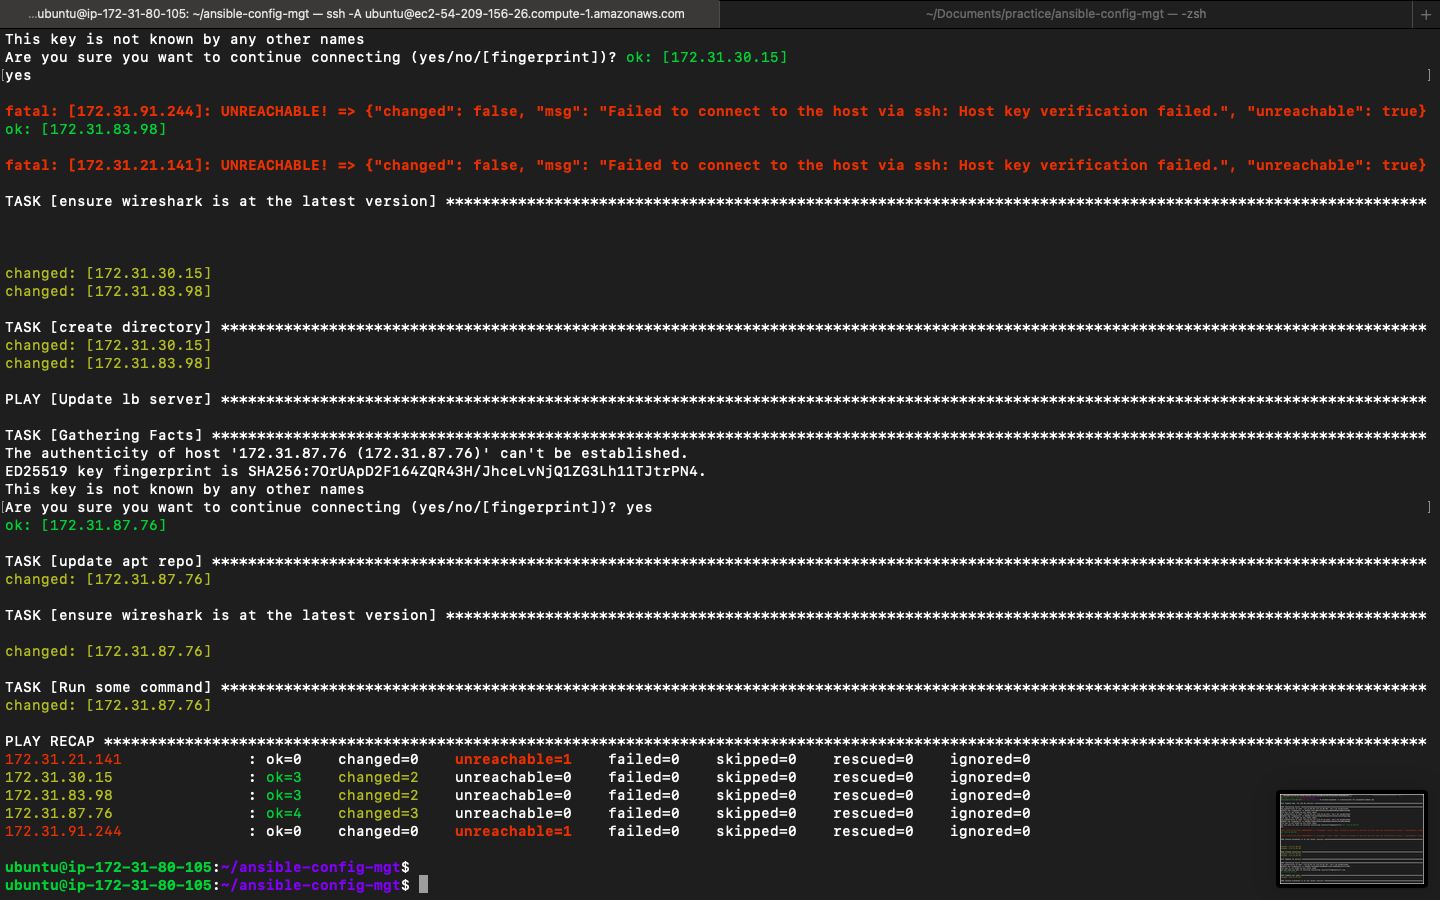 ...ubuntu@ip-172-31-80-105: ~/ansible-config-mgt — ssh -A ubuntu@ec2-54-209-156-26.compute-1.amazonaws.com
~/Documents/practice/ansible-config-mgt — -zsh
+
This key is not known by any other names
Are you sure you want to continue connecting (yes/no/[fingerprint])? ok: [172.31.30.15]
[yes ]
fatal: [172.31.91.244]: UNREACHABLE! => {"changed": false, "msg": "Failed to connect to the host via ssh: Host key verification failed.", "unreachable": true}
ok: [172.31.83.98]
fatal: [172.31.21.141]: UNREACHABLE! => {"changed": false, "msg": "Failed to connect to the host via ssh: Host key verification failed.", "unreachable": true}
TASK [ensure wireshark is at the latest version] *************************************************************************************************************
changed: [172.31.30.15]
changed: [172.31.83.98]
TASK [create directory] **************************************************************************************************************************************
changed: [172.31.30.15]
changed: [172.31.83.98]
PLAY [Update lb server] **************************************************************************************************************************************
TASK [Gathering Facts] ***************************************************************************************************************************************
The authenticity of host '172.31.87.76 (172.31.87.76)' can't be established.
ED25519 key fingerprint is SHA256:7OrUApD2F164ZQR43H/JhceLvNjQ1ZG3Lh11TJtrPN4.
This key is not known by any other names
[Are you sure you want to continue connecting (yes/no/[fingerprint])? yes ]
ok: [172.31.87.76]
TASK [update apt repo] ***************************************************************************************************************************************
changed: [172.31.87.76]
TASK [ensure wireshark is at the latest version] *************************************************************************************************************
changed: [172.31.87.76]
TASK [Run some command] **************************************************************************************************************************************
changed: [172.31.87.76]
PLAY RECAP ***************************************************************************************************************************************************
172.31.21.141 : ok=0 changed=0 unreachable=1 failed=0 skipped=0 rescued=0 ignored=0
172.31.30.15 : ok=3 changed=2 unreachable=0 failed=0 skipped=0 rescued=0 ignored=0
172.31.83.98 : ok=3 changed=2 unreachable=0 failed=0 skipped=0 rescued=0 ignored=0
172.31.87.76 : ok=4 changed=3 unreachable=0 failed=0 skipped=0 rescued=0 ignored=0
172.31.91.244 : ok=0 changed=0 unreachable=1 failed=0 skipped=0 rescued=0 ignored=0
ubuntu@ip-172-31-80-105:~/ansible-config-mgt$
ubuntu@ip-172-31-80-105:~/ansible-config-mgt$